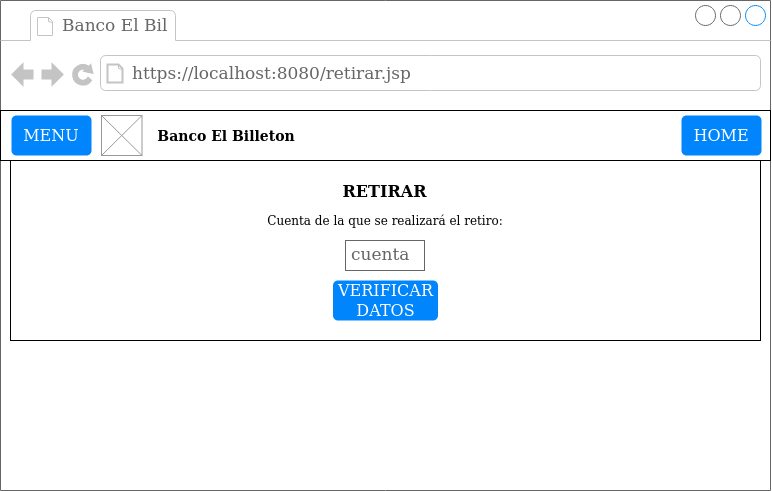 Banco El Bil
https://localhost:8080/retirar.jsp
MENU
Banco El Billeton
HOME
RETIRAR
Cuenta de la que se realizará el retiro:
cuenta
VERIFICAR
DATOS